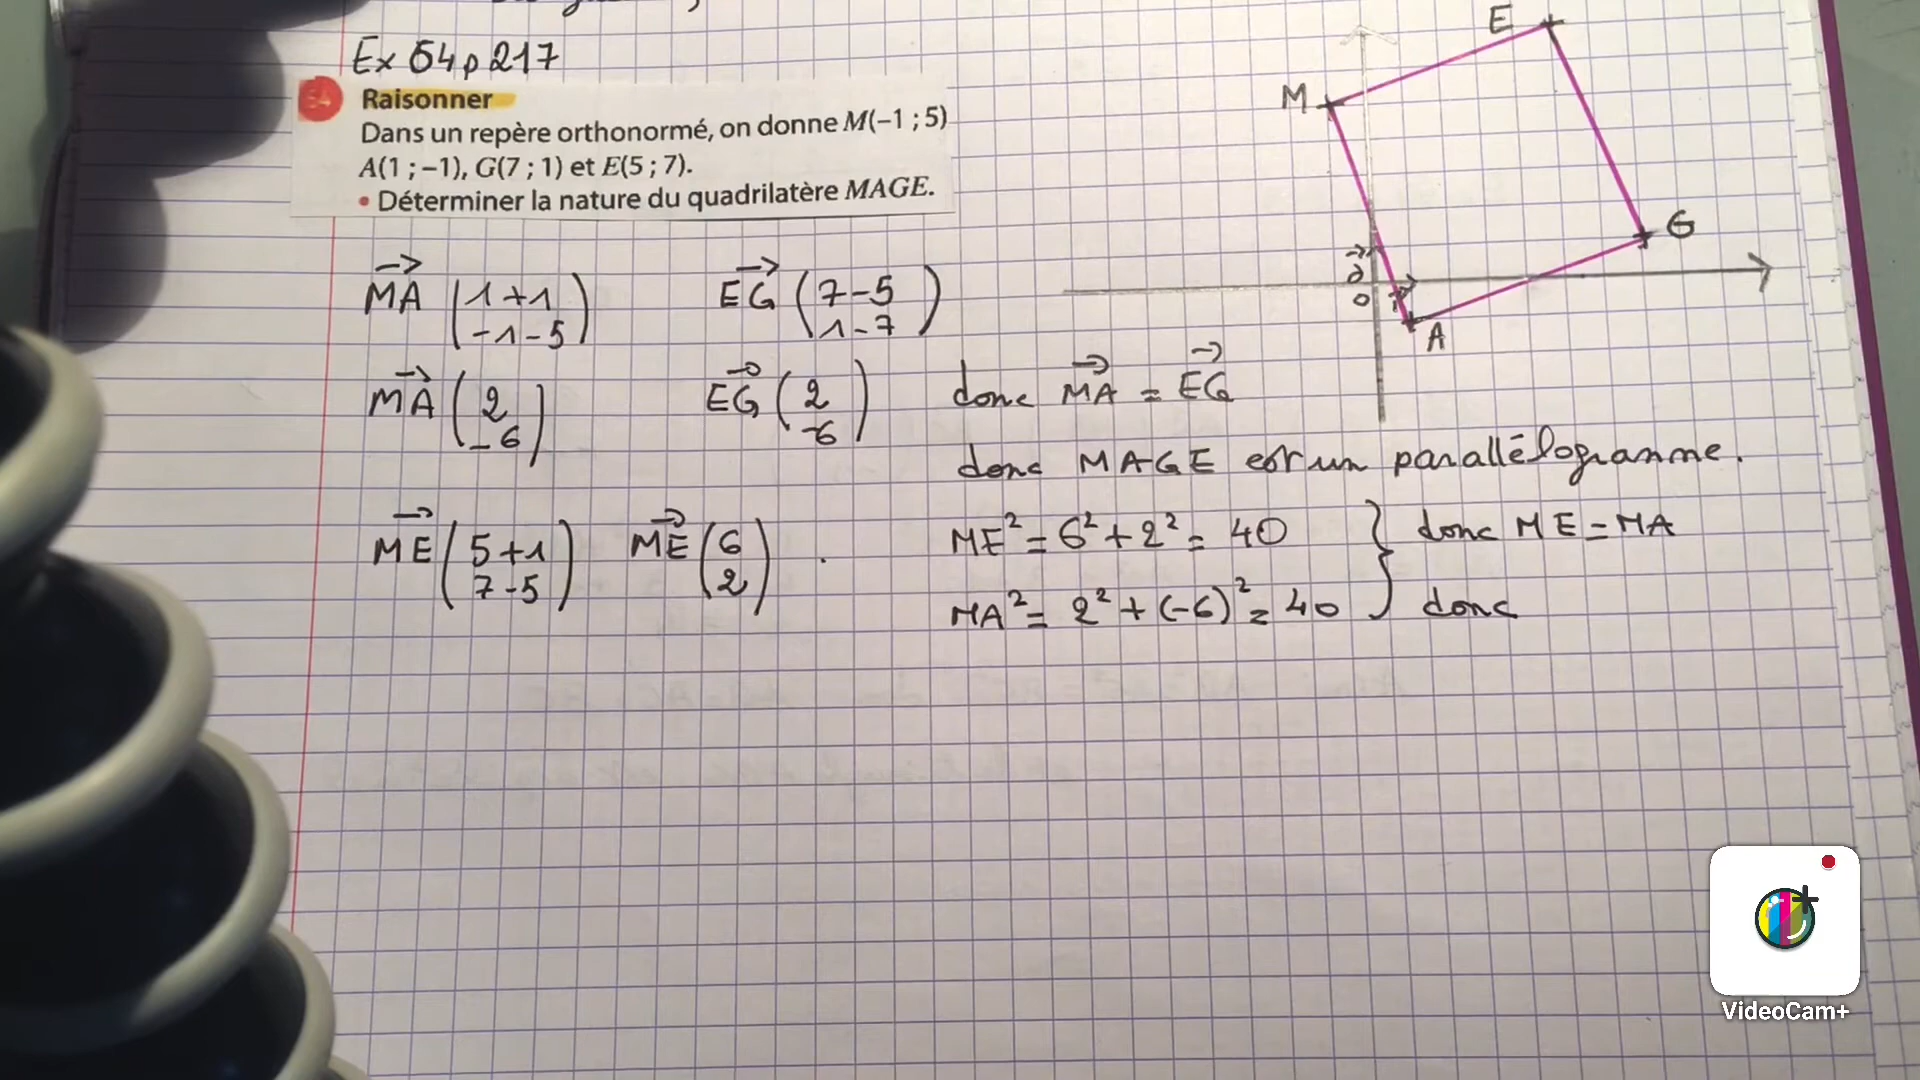 Ex 54 p 217
54 Raisonner
Dans un repère orthonormé, on donne M(−1 ; 5)
A(1 ; −1), G(7 ; 1) et E(5 ; 7).
• Déterminer la nature du quadrilatère MAGE.
E
M
G
A
O
MA (1+1
-1-5)
EG (7-5
1-7)
MA (2
-6)
EG (2
-6)
donc MA = EG
donc MAGE est un parallélogramme.
ME (5+1
7-5)
ME (6
2) .
ME² = 6² + 2² = 40
MA² = 2² + (-6)² = 40
} donc ME = MA
donc
VideoCam+